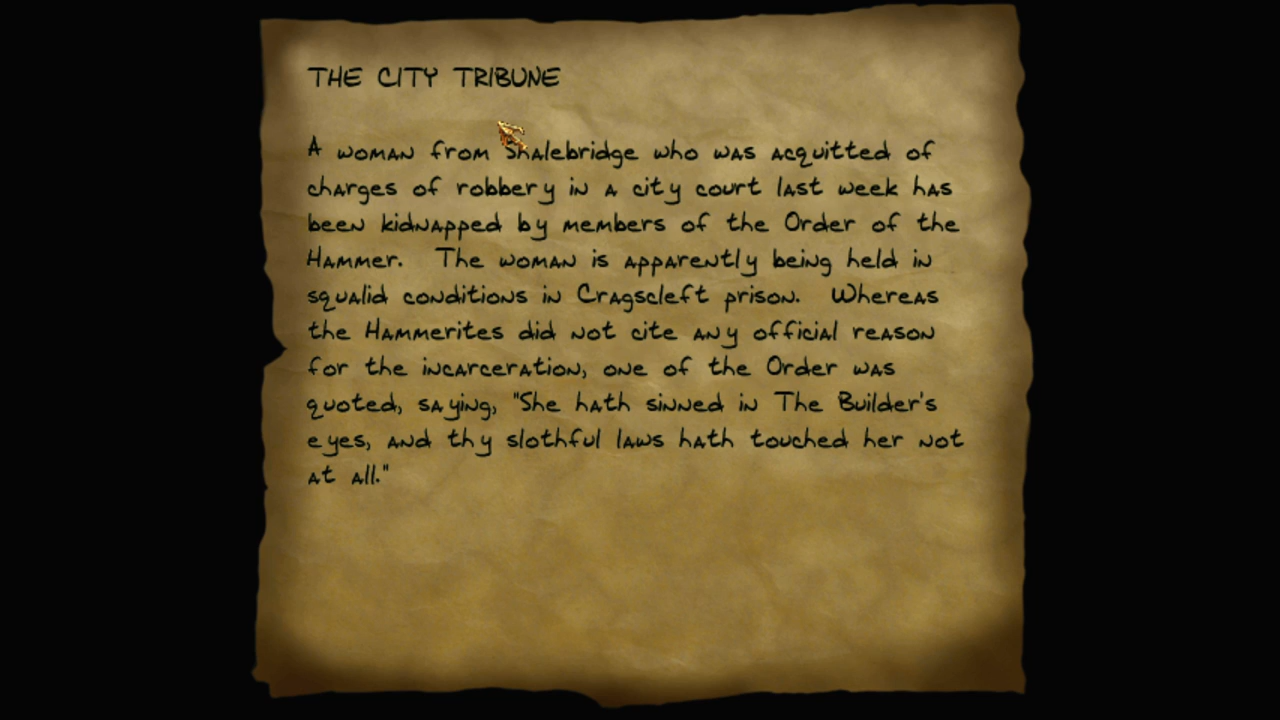 THE CITY TRIBUNE
A woman from Shalebridge who was acquitted of
charges of robbery in a city court last week has
been kidnapped by members of the Order of the
Hammer. The woman is apparently being held in
squalid conditions in Cragscleft prison. Whereas
the Hammerites did not cite any official reason
for the incarceration, one of the Order was
quoted, saying, "She hath sinned in The Builder's
eyes, and thy slothful laws hath touched her not
at all."